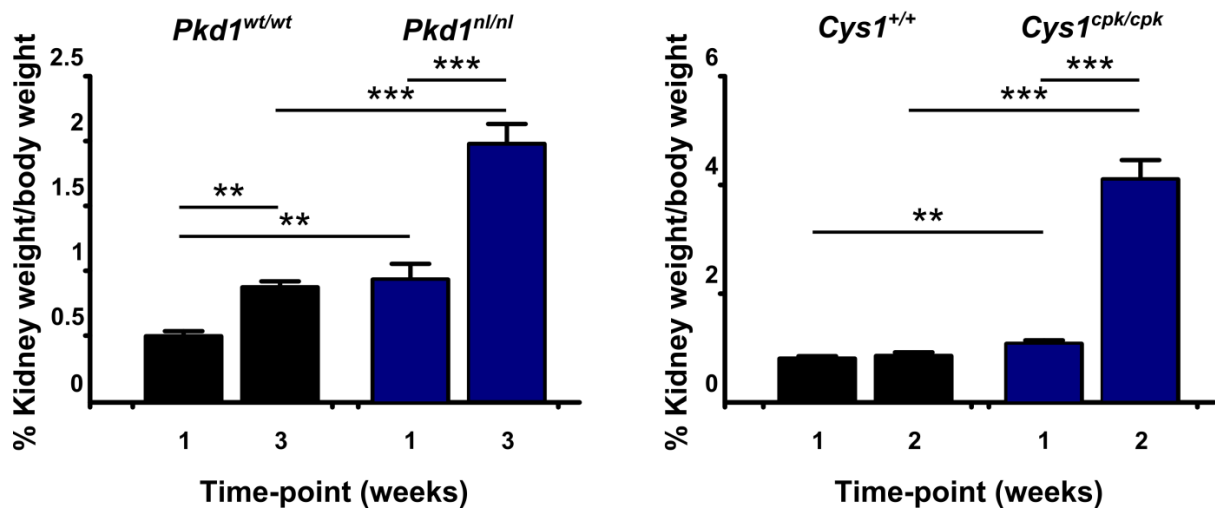 Pkd1wt/wt Pkd1nl/nl
% Kidney weight/body weight
2.5
2
1.5
1
0.5
0
***
***
**
**
1 3 1 3
Time-point (weeks)
Cys1+/+ Cys1cpk/cpk
% Kidney weight/body weight
6
4
2
0
***
***
**
1 2 1 2
Time-point (weeks)